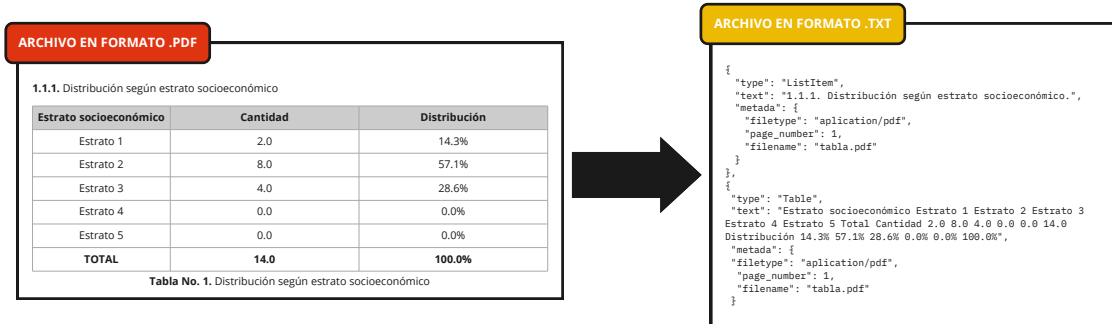 ARCHIVO EN FORMATO .PDF
1.1.1. Distribución según estrato socioeconómico
Estrato socioeconómico Cantidad Distribución
Estrato 1 2.0 14.3%
Estrato 2 8.0 57.1%
Estrato 3 4.0 28.6%
Estrato 4 0.0 0.0%
Estrato 5 0.0 0.0%
TOTAL 14.0 100.0%
Tabla No. 1. Distribución según estrato socioeconómico
ARCHIVO EN FORMATO .TXT
{
"type": "ListItem",
"text": "1.1.1. Distribución según estrato socioeconómico.",
"metada": {
"filetype": "aplication/pdf",
"page_number": 1,
"filename": "tabla.pdf"
}
},
{
"type": "Table",
"text": "Estrato socioeconómico Estrato 1 Estrato 2 Estrato 3
Estrato 4 Estrato 5 Total Cantidad 2.0 8.0 4.0 0.0 0.0 14.0
Distribución 14.3% 57.1% 28.6% 0.0% 0.0% 100.0%",
"metada": {
"filetype": "aplication/pdf",
"page_number": 1,
"filename": "tabla.pdf"
}